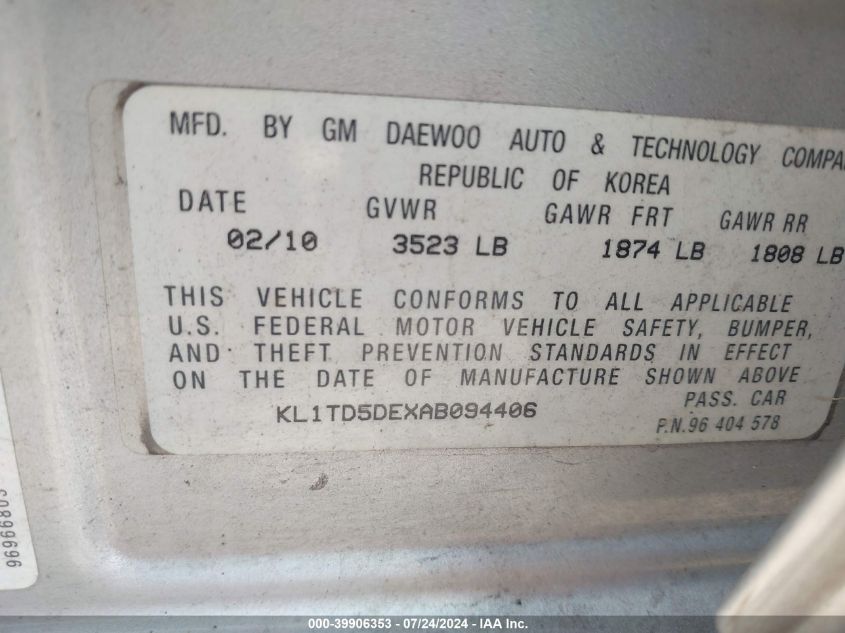 MFD. BY GM DAEWOO AUTO & TECHNOLOGY COMPA
REPUBLIC OF KOREA
DATE GVWR GAWR FRT GAWR RR
02/10 3523 LB 1874 LB 1808 LB
THIS VEHICLE CONFORMS TO ALL APPLICABLE
U.S. FEDERAL MOTOR VEHICLE SAFETY, BUMPER,
AND THEFT PREVENTION STANDARDS IN EFFECT
ON THE DATE OF MANUFACTURE SHOWN ABOVE
PASS. CAR
KL1TD5DEXAB094406
P.N.96 404 578
96966803
000-39906353 / 07/24/2024 - IAA Inc.